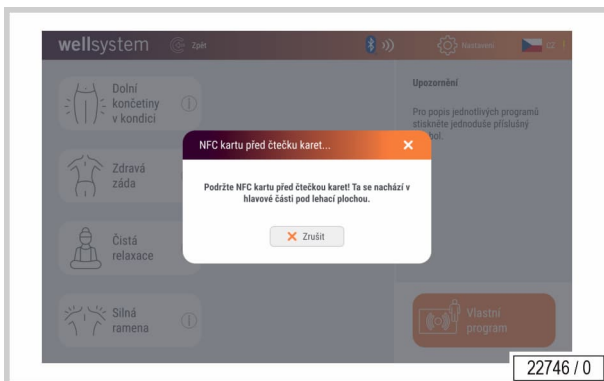 wellsystem Zpět Nastavení CZ
Dolní
končetiny
v kondici
Zdravá
záda
Čistá
relaxace
Silná
ramena
Upozornění
Pro popis jednotlivých programů
stiskněte jednoduše příslušný
NFC kartu před čtečku karet...
Podržte NFC kartu před čtečkou karet! Ta se nachází v
hlavové části pod lehací plochou.
Zrušit
Vlastní
program
22746 / 0